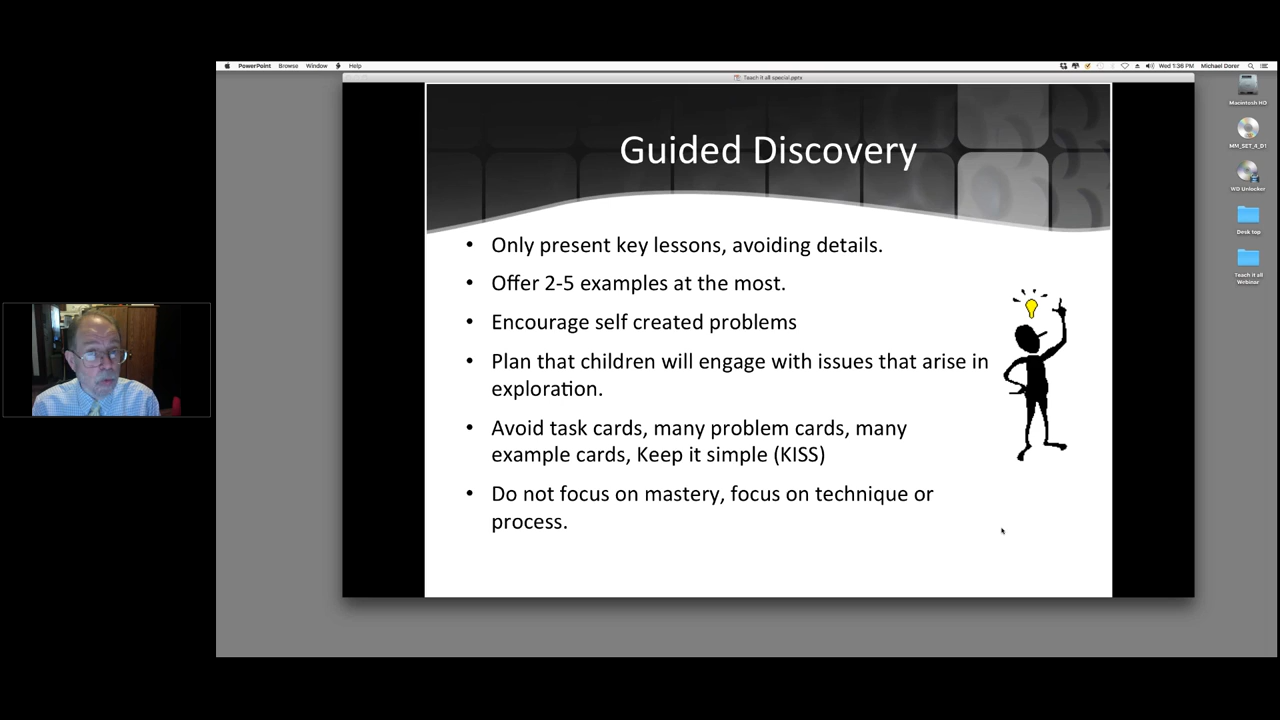 PowerPoint Browse Window Help
Wed 1:36 PM Michael Dorer
Teach it all special.pptx
Macintosh HD
MM_SET_4_D1
WD Unlocker
Desk top
Teach it all
Webinar
Guided Discovery
• Only present key lessons, avoiding details.
• Offer 2-5 examples at the most.
• Encourage self created problems
• Plan that children will engage with issues that arise in
exploration.
• Avoid task cards, many problem cards, many
example cards, Keep it simple (KISS)
• Do not focus on mastery, focus on technique or
process.